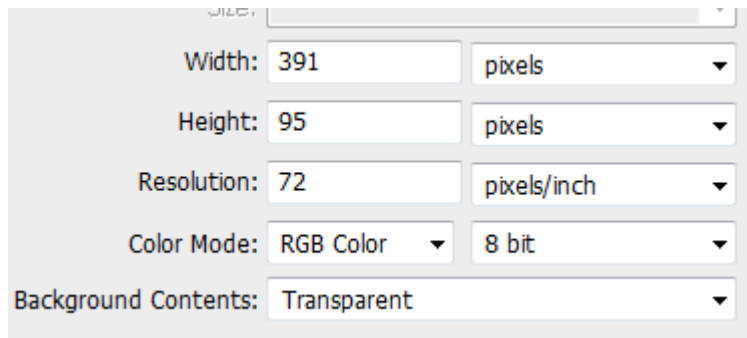 Size:
Width: 391 pixels
Height: 95 pixels
Resolution: 72 pixels/inch
Color Mode: RGB Color 8 bit
Background Contents: Transparent